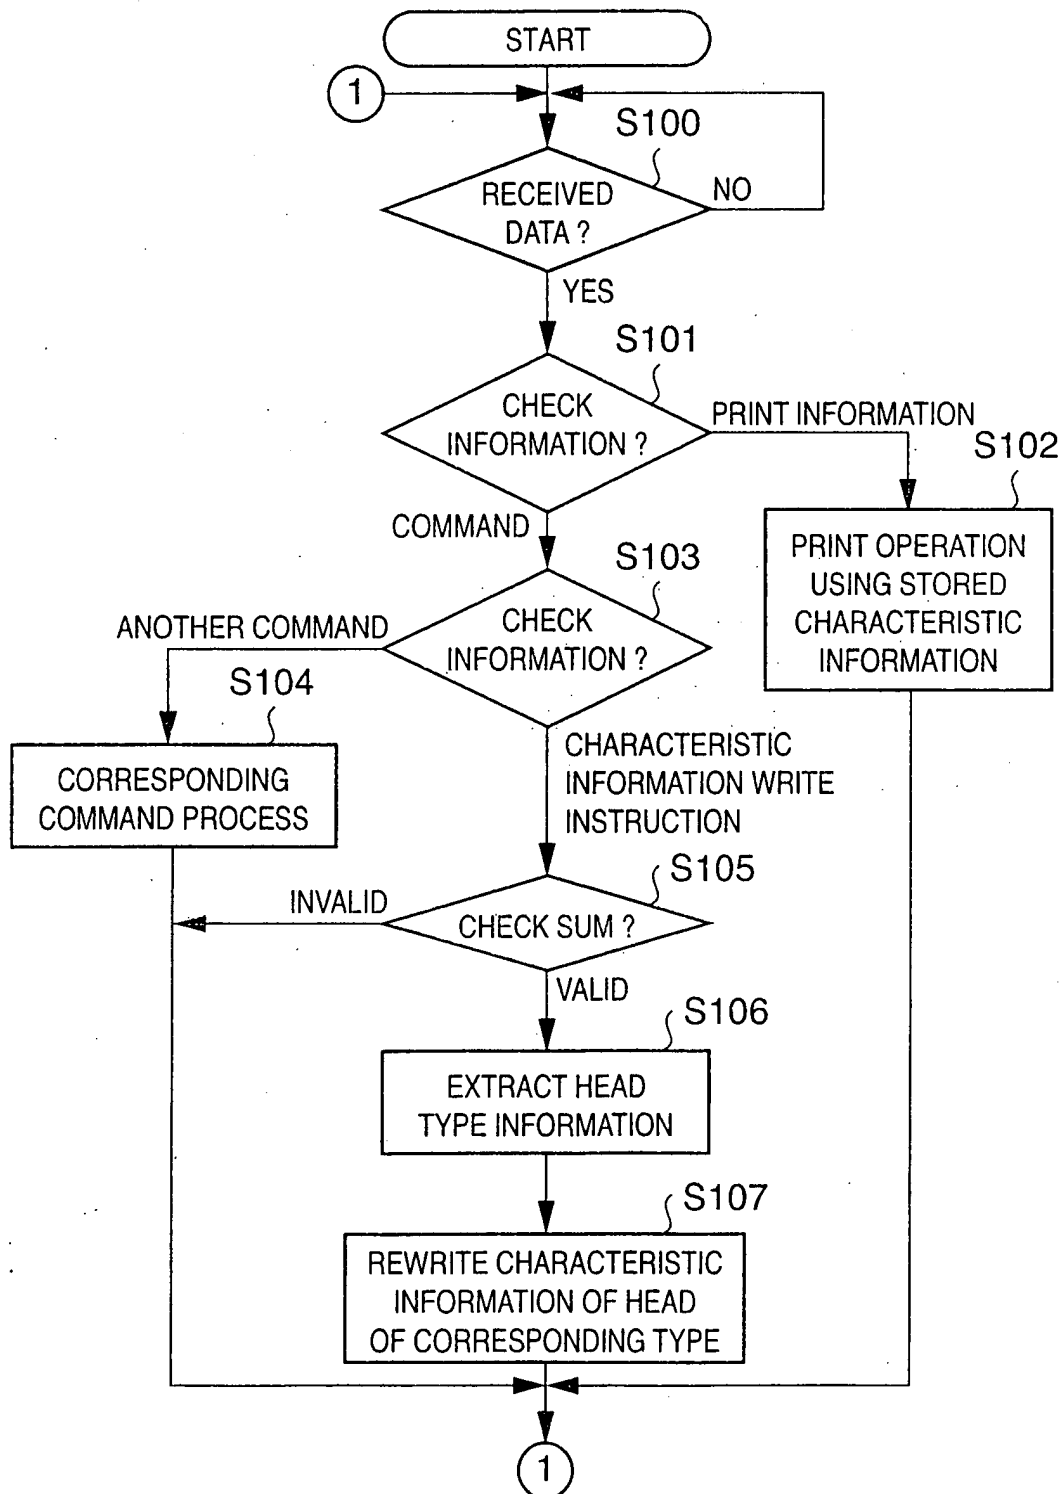 START
1
S100
RECEIVED
DATA ?
NO
YES
S101
CHECK
INFORMATION ?
PRINT INFORMATION
S102
COMMAND
PRINT OPERATION
USING STORED
CHARACTERISTIC
INFORMATION
S103
CHECK
INFORMATION ?
ANOTHER COMMAND
S104
CORRESPONDING
COMMAND PROCESS
CHARACTERISTIC
INFORMATION WRITE
INSTRUCTION
S105
CHECK SUM ?
INVALID
VALID
S106
EXTRACT HEAD
TYPE INFORMATION
S107
REWRITE CHARACTERISTIC
INFORMATION OF HEAD
OF CORRESPONDING TYPE
1